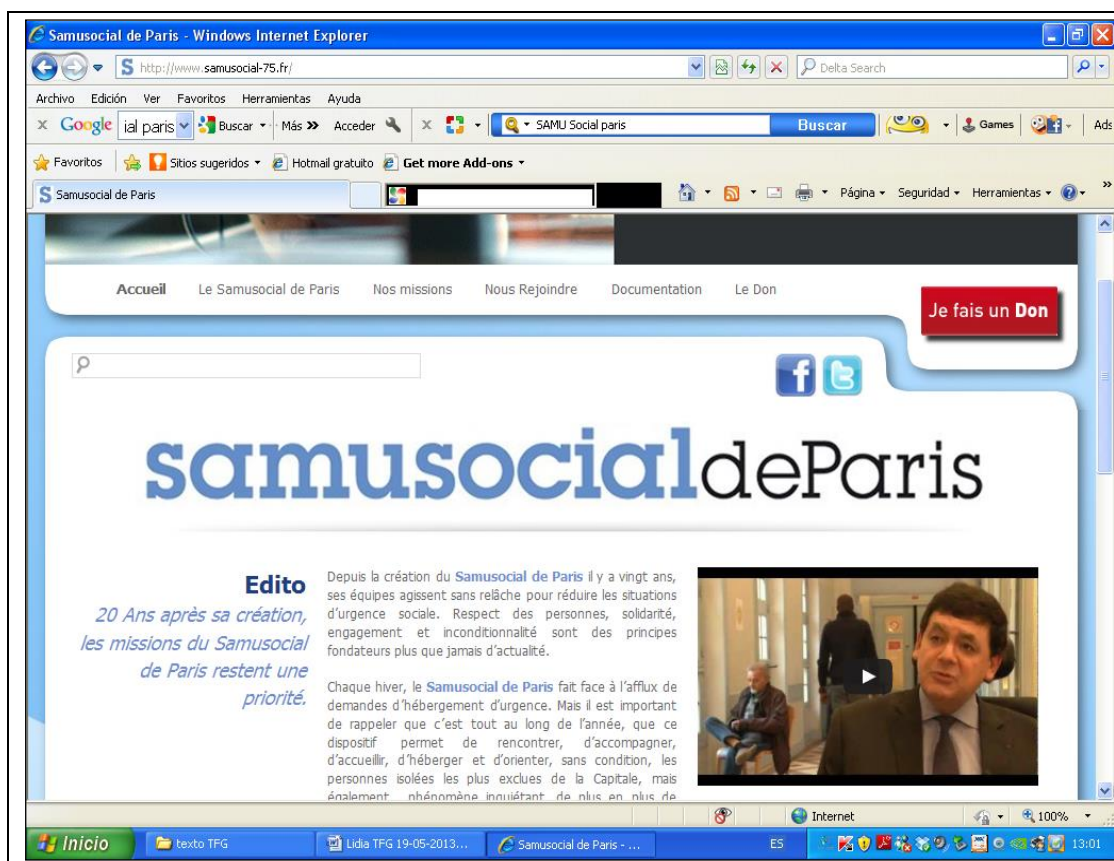 Samusocial de Paris - Windows Internet Explorer
http://www.samusocial-75.fr/
Delta Search
Archivo Edición Ver Favoritos Herramientas Ayuda
x Google ial paris Buscar Más » Acceder x SAMU Social paris Buscar Games Ads
Favoritos Sitios sugeridos Hotmail gratuito Get more Add-ons
Samusocial de Paris Página Seguridad Herramientas »
Accueil Le Samusocial de Paris Nos missions Nous Rejoindre Documentation Le Don
Je fais un Don
samusocialdeParis
Edito
20 Ans après sa création,
les missions du Samusocial
de Paris restent une
priorité.
Depuis la création du Samusocial de Paris il y a vingt ans,
ses équipes agissent sans relâche pour réduire les situations
d'urgence sociale. Respect des personnes, solidarité,
engagement et inconditionnalité sont des principes
fondateurs plus que jamais d'actualité.
Chaque hiver, le Samusocial de Paris fait face à l'afflux de
demandes d'hébergement d'urgence. Mais il est important
de rappeler que c'est tout au long de l'année, que ce
dispositif permet de rencontrer, d'accompagner,
d'accueillir, d'héberger et d'orienter, sans condition, les
personnes isolées les plus exclues de la Capitale, mais
également phénomène inquiétant, de plus en plus de
Internet 100%
Inicio texto TFG Lidia TFG 19-05-2013... Samusocial de Paris - ... ES 13:01